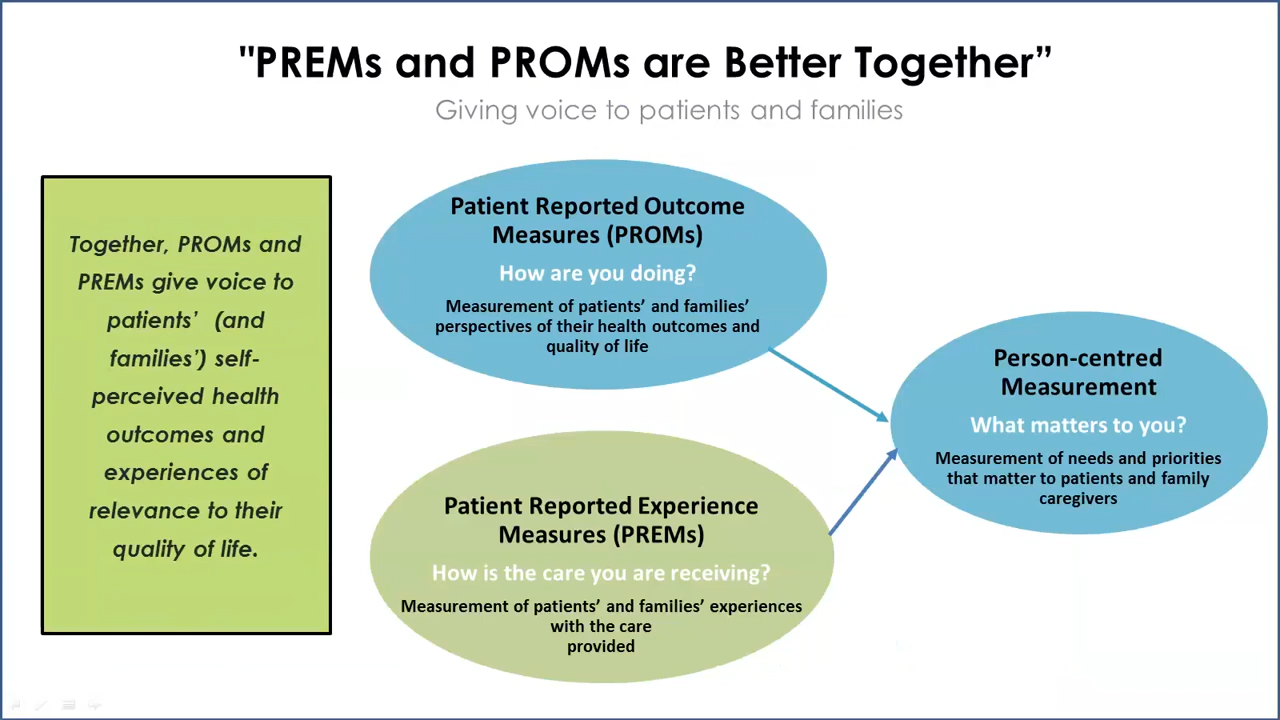 "PREMs and PROMs are Better Together”
Giving voice to patients and families
Together, PROMs and
PREMs give voice to
patients’ (and
families’) self-
perceived health
outcomes and
experiences of
relevance to their
quality of life.
Patient Reported Outcome
Measures (PROMs)
How are you doing?
Measurement of patients’ and families’
perspectives of their health outcomes and
quality of life
Patient Reported Experience
Measures (PREMs)
How is the care you are receiving?
Measurement of patients’ and families’ experiences
with the care
provided
Person-centred
Measurement
What matters to you?
Measurement of needs and priorities
that matter to patients and family
caregivers